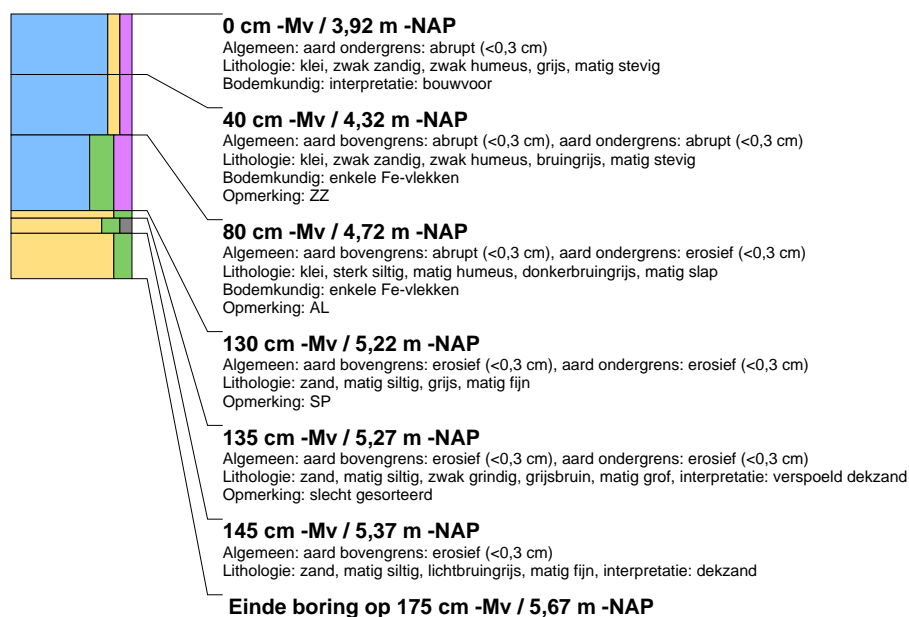 0 cm -Mv / 3,92 m -NAP
Algemeen: aard ondergrens: abrupt (<0,3 cm)
Lithologie: klei, zwak zandig, zwak humeus, grijs, matig stevig
Bodemkundig: interpretatie: bouwvoor
40 cm -Mv / 4,32 m -NAP
Algemeen: aard bovengrens: abrupt (<0,3 cm), aard ondergrens: abrupt (<0,3 cm)
Lithologie: klei, zwak zandig, zwak humeus, bruingrijs, matig stevig
Bodemkundig: enkele Fe-vlekken
Opmerking: ZZ
80 cm -Mv / 4,72 m -NAP
Algemeen: aard bovengrens: abrupt (<0,3 cm), aard ondergrens: erosief (<0,3 cm)
Lithologie: klei, sterk siltig, matig humeus, donkerbruingrijs, matig slap
Bodemkundig: enkele Fe-vlekken
Opmerking: AL
130 cm -Mv / 5,22 m -NAP
Algemeen: aard bovengrens: erosief (<0,3 cm), aard ondergrens: erosief (<0,3 cm)
Lithologie: zand, matig siltig, grijs, matig fijn
Opmerking: SP
135 cm -Mv / 5,27 m -NAP
Algemeen: aard bovengrens: erosief (<0,3 cm), aard ondergrens: erosief (<0,3 cm)
Lithologie: zand, matig siltig, zwak grindig, grijsbruin, matig grof, interpretatie: verspoeld dekzand
Opmerking: slecht gesorteerd
145 cm -Mv / 5,37 m -NAP
Algemeen: aard bovengrens: erosief (<0,3 cm)
Lithologie: zand, matig siltig, lichtbruingrijs, matig fijn, interpretatie: dekzand
Einde boring op 175 cm -Mv / 5,67 m -NAP